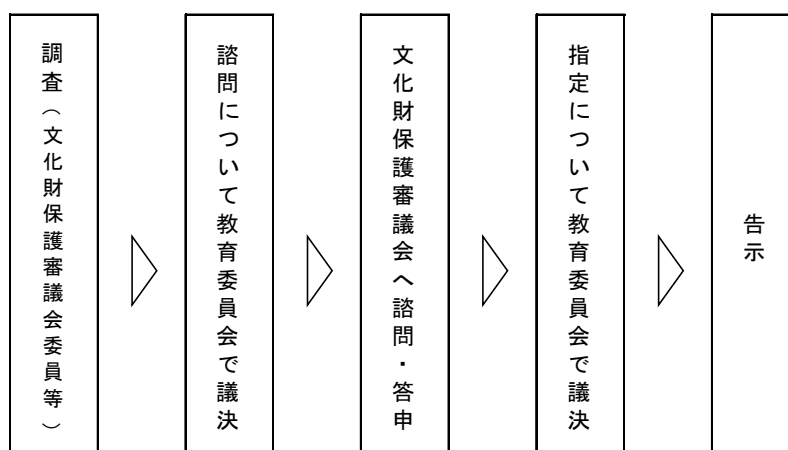 調査（文化財保護審議会委員等）
諮問について教育委員会で議決
文化財保護審議会へ諮問・答申
指定について教育委員会で議決
告示